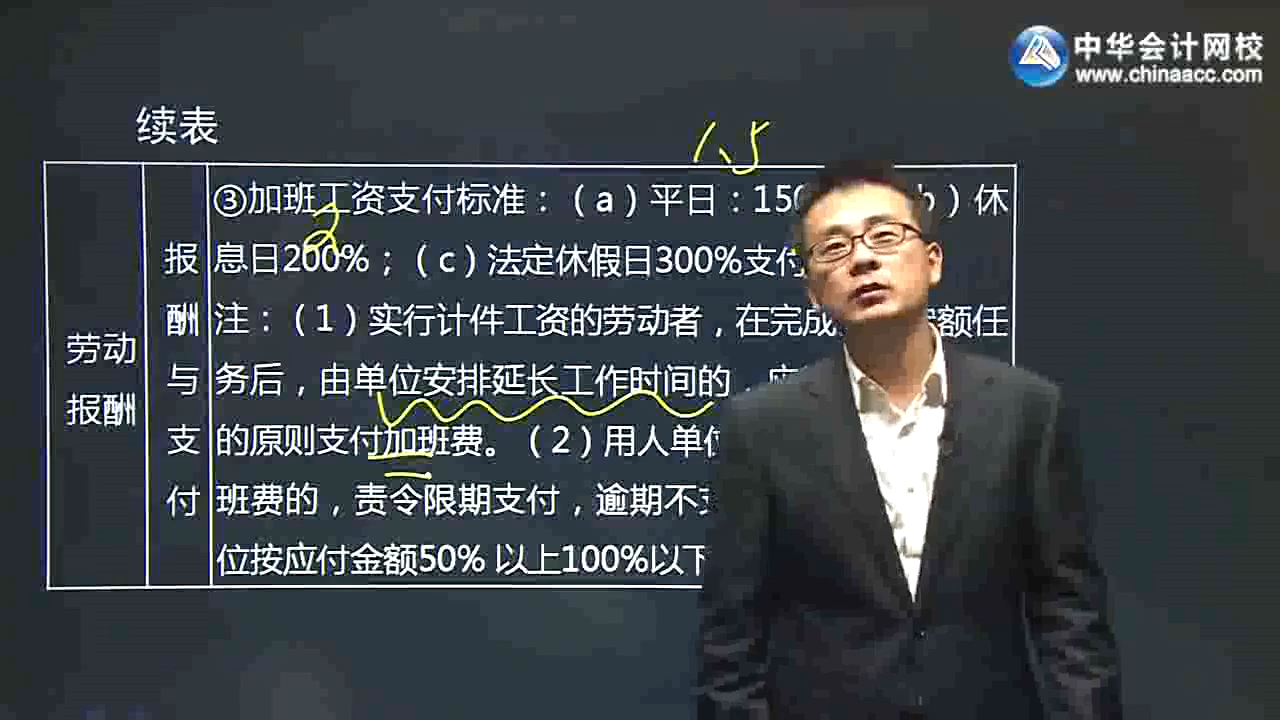 中华会计网校
www.chinaacc.com
续表
1.5
③加班工资支付标准：（a）平日：150 b）休
2
息日200%；（c）法定休假日300%支付
注：（1）实行计件工资的劳动者，在完成 额任
务后，由单位安排延长工作时间的，应
的原则支付加班费。（2）用人单位
班费的，责令限期支付，逾期不支
位按应付金额50% 以上100%以下
劳动
报酬
报
酬
与
支
付